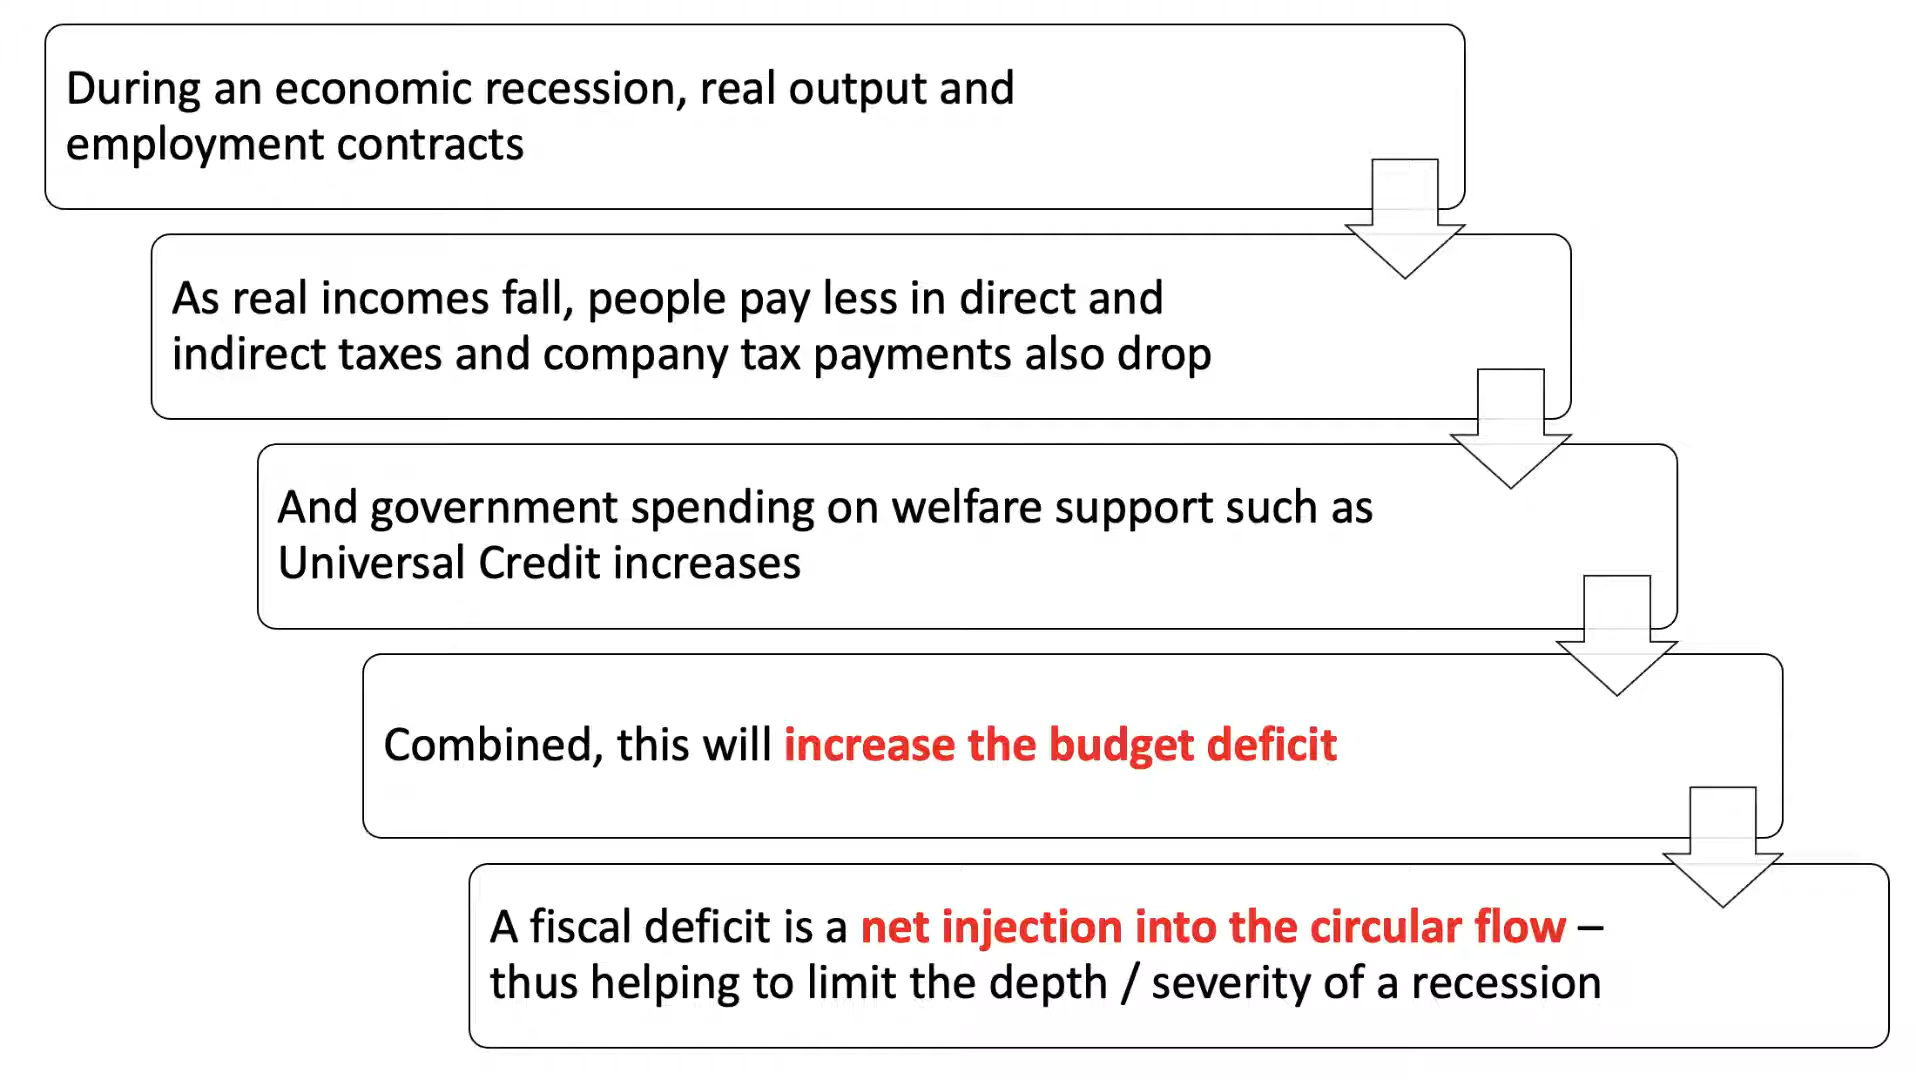 During an economic recession, real output and
employment contracts
As real incomes fall, people pay less in direct and
indirect taxes and company tax payments also drop
And government spending on welfare support such as
Universal Credit increases
Combined, this will increase the budget deficit
A fiscal deficit is a net injection into the circular flow –
thus helping to limit the depth / severity of a recession